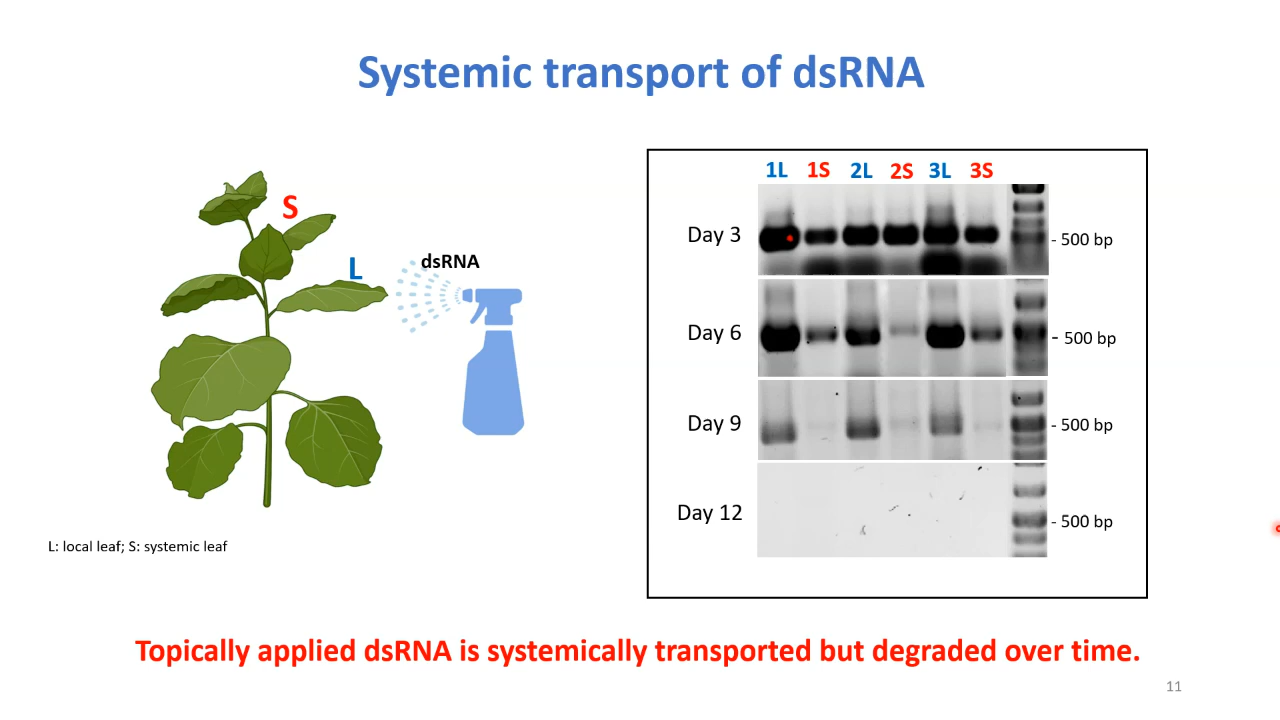 Systemic transport of dsRNA
S
L
dsRNA
L: local leaf; S: systemic leaf
1L 1S 2L 2S 3L 3S
Day 3
- 500 bp
Day 6
- 500 bp
Day 9
- 500 bp
Day 12
- 500 bp
Topically applied dsRNA is systemically transported but degraded over time.
11